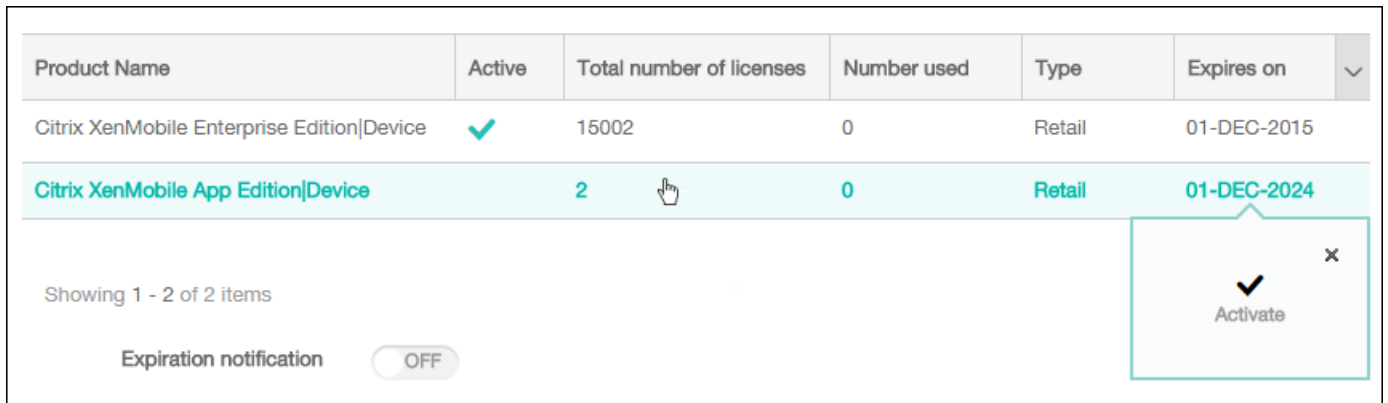 Product Name Active Total number of licenses Number used Type Expires on
Citrix XenMobile Enterprise Edition|Device 15002 0 Retail 01-DEC-2015
Citrix XenMobile App Edition|Device 2 0 Retail 01-DEC-2024
Showing 1 - 2 of 2 items
Activate
Expiration notification OFF